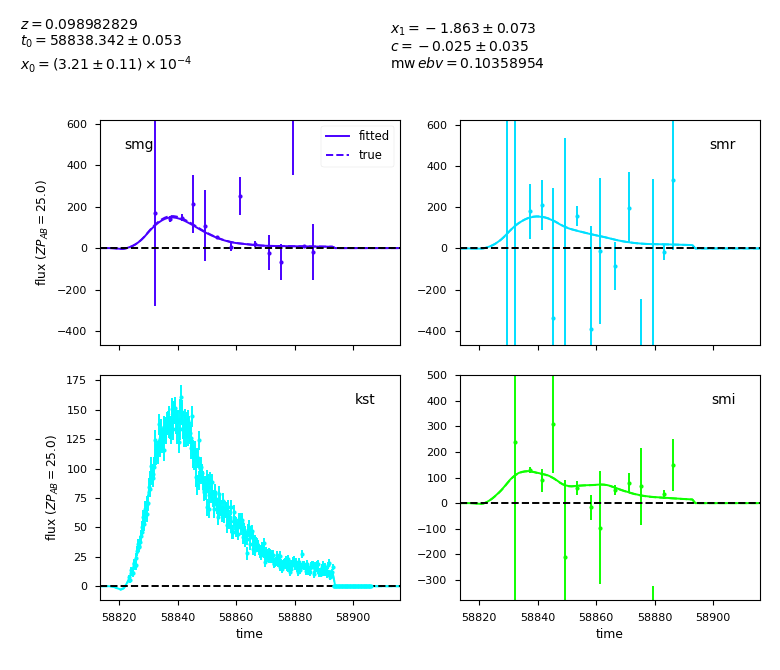 z = 0.098982829
t₀ = 58838.342 ± 0.053
x₀ = (3.21 ± 0.11) × 10⁻⁴
x₁ = −1.863 ± 0.073
c = −0.025 ± 0.035
mw ebv = 0.10358954
600
400
200
0
−200
−400
flux (ZP_AB = 25.0)
smg
fitted
true
600
400
200
0
−200
−400
smr
175
150
125
100
75
50
25
0
flux (ZP_AB = 25.0)
kst
58820 58840 58860 58880 58900
time
500
400
300
200
100
0
−100
−200
−300
smi
58820 58840 58860 58880 58900
time